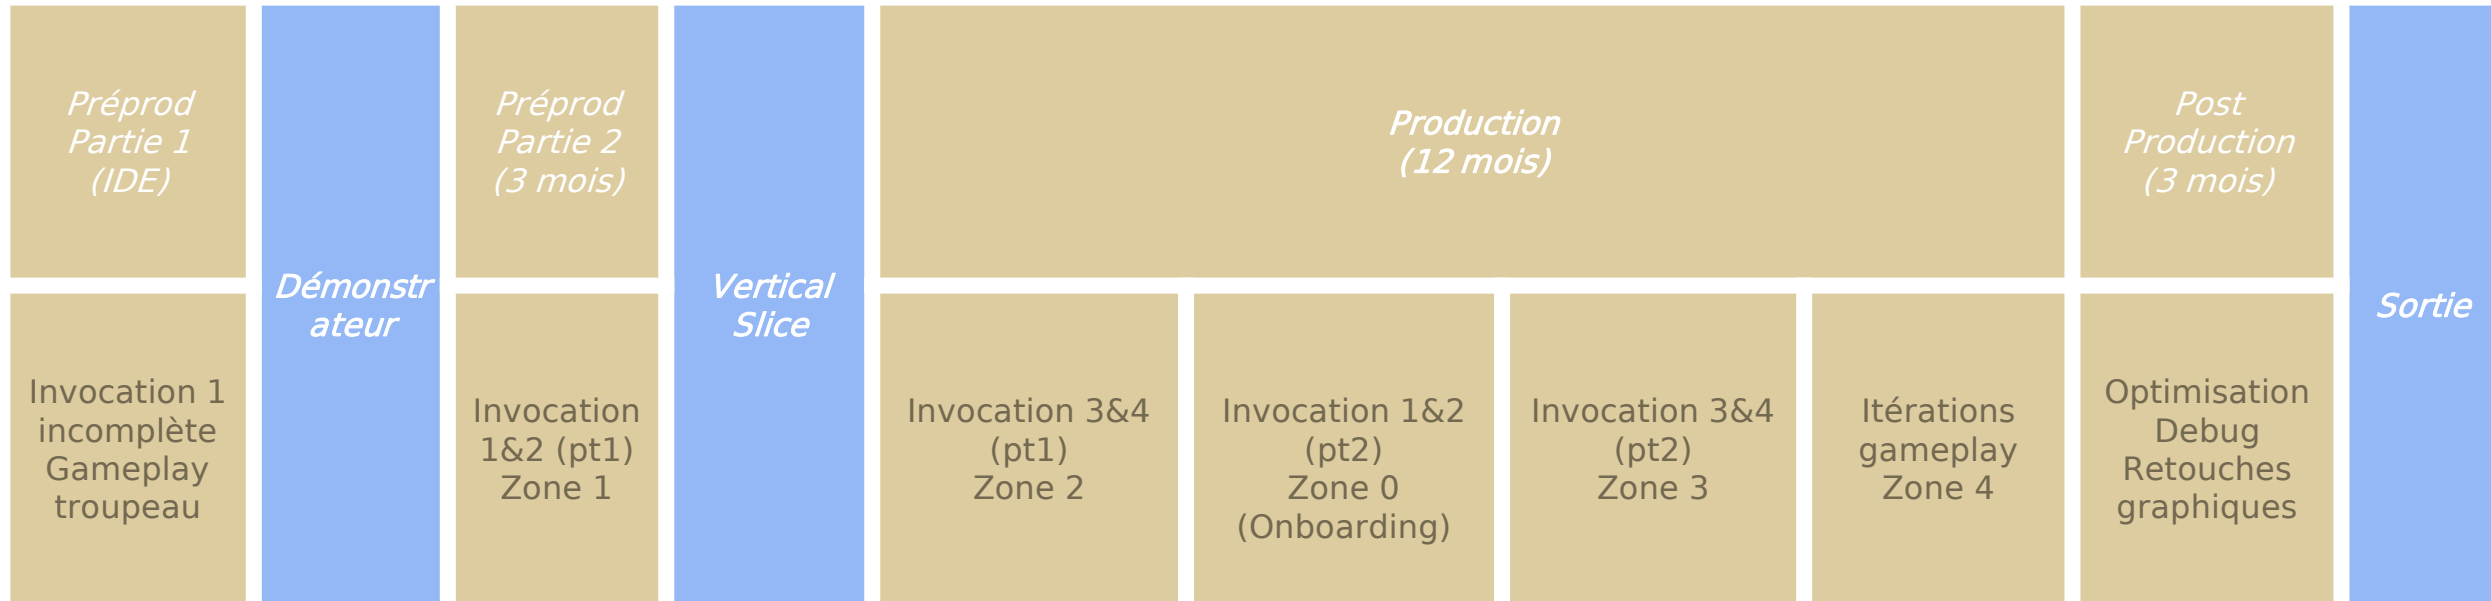 Préprod
Partie 1
(IDE)
Démonstr
ateur
Préprod
Partie 2
(3 mois)
Vertical
Slice
Production
(12 mois)
Post
Production
(3 mois)
Sortie
Invocation 1
incomplète
Gameplay
troupeau
Invocation
1&2 (pt1)
Zone 1
Invocation 3&4
(pt1)
Zone 2
Invocation 1&2
(pt2)
Zone 0
(Onboarding)
Invocation 3&4
(pt2)
Zone 3
Itérations
gameplay
Zone 4
Optimisation
Debug
Retouches
graphiques